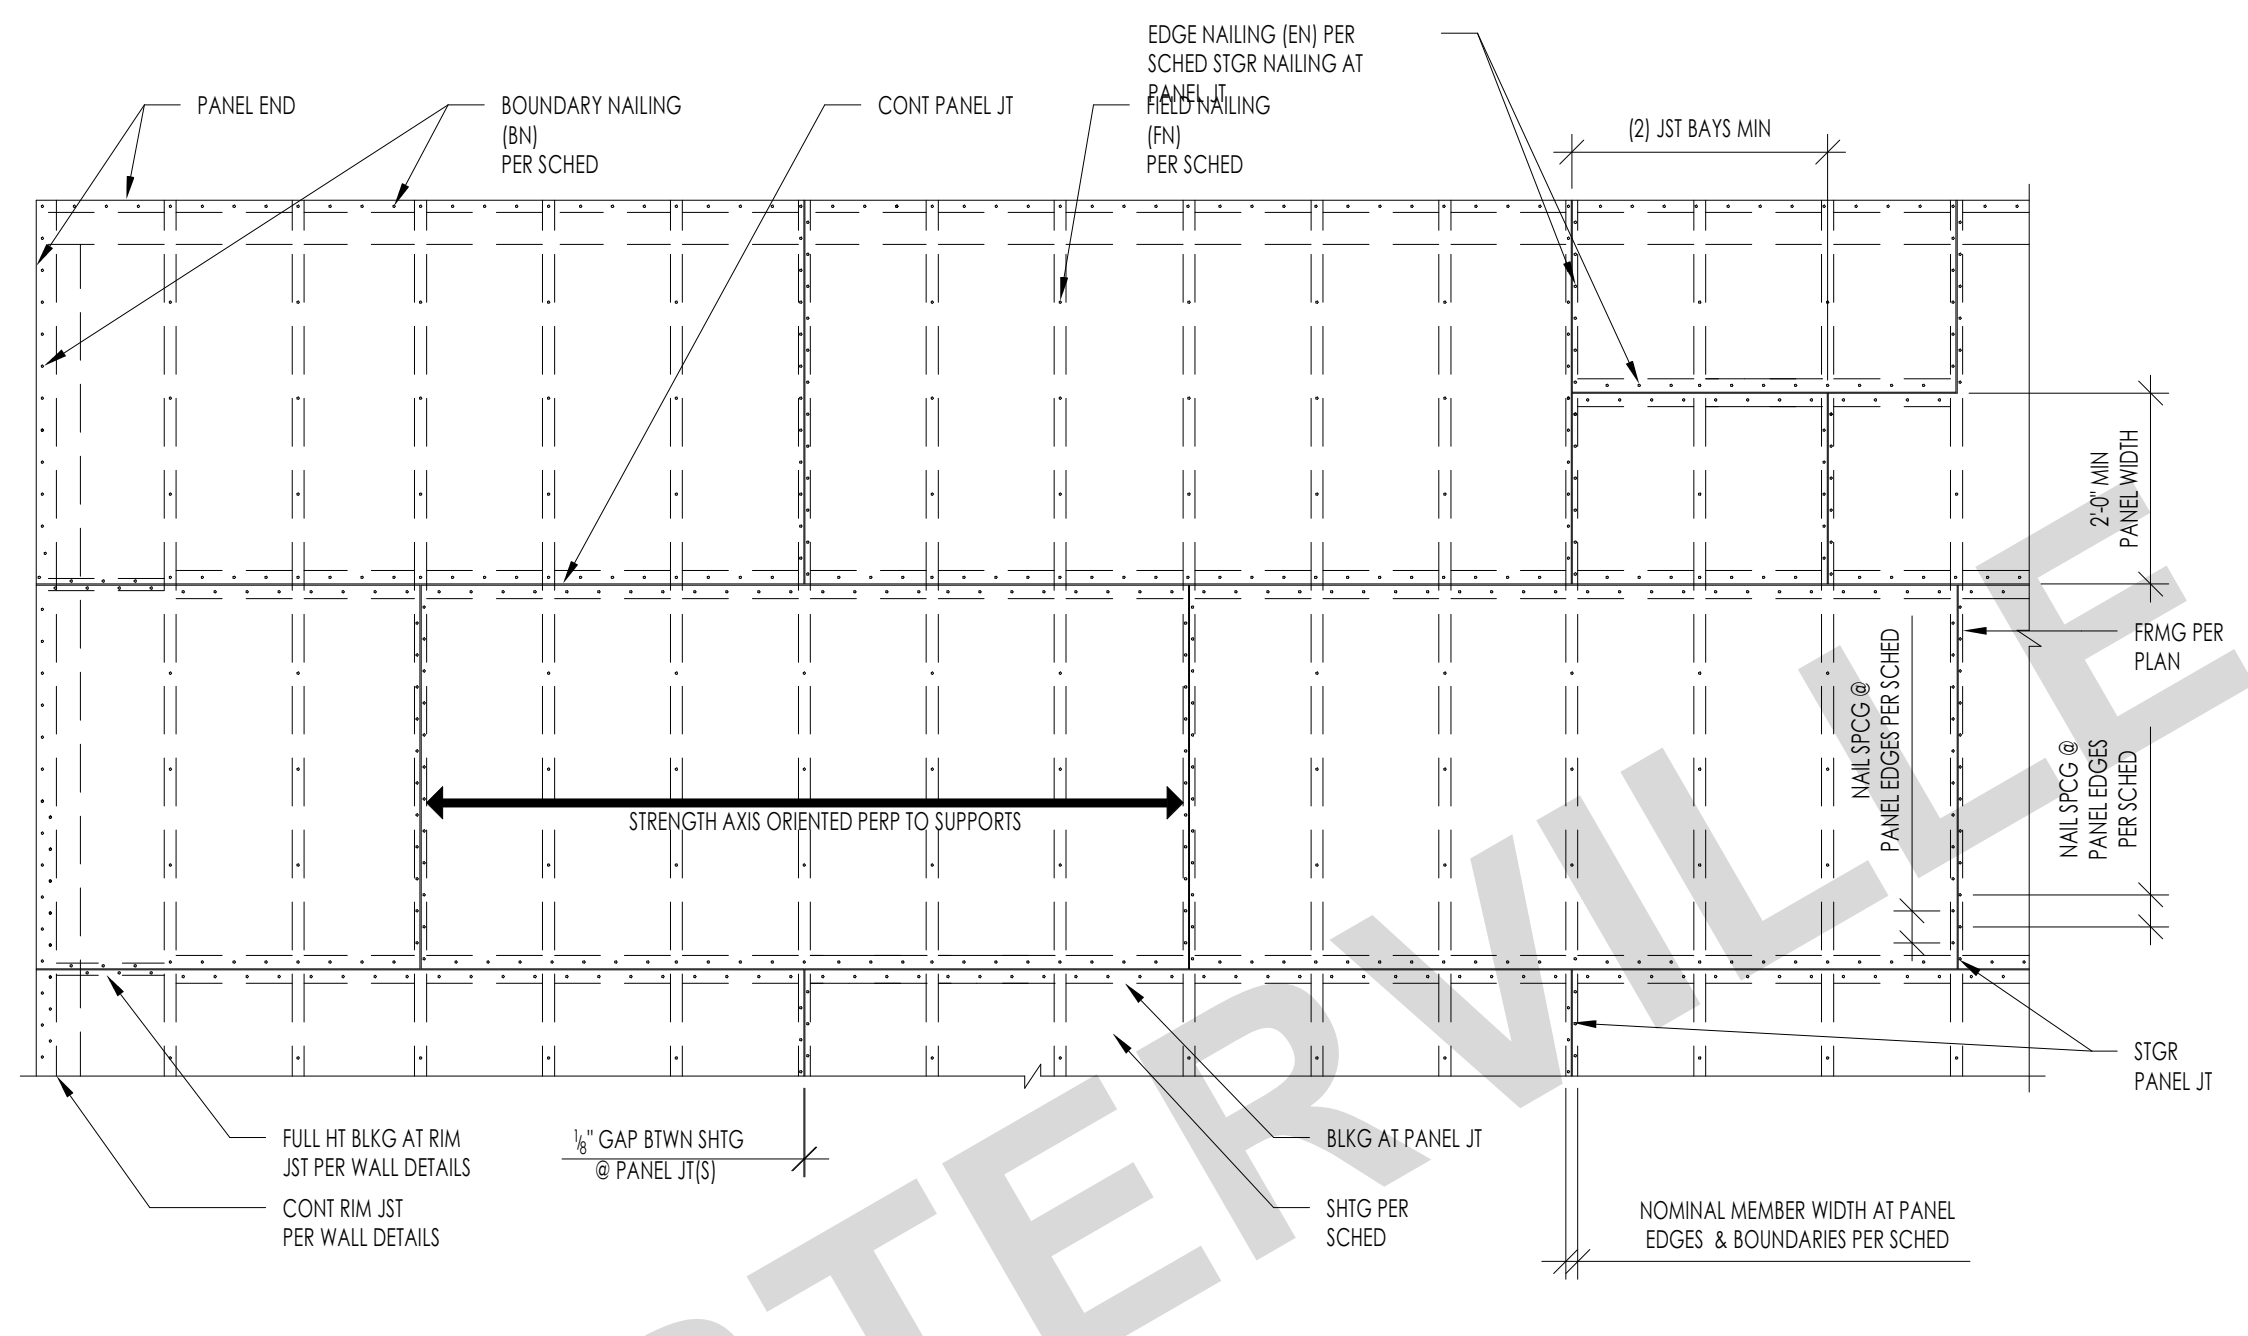 EDGE NAILING (EN) PER
SCHED STGR NAILING AT
PANEL JT
PANEL END
BOUNDARY NAILING
(BN)
PER SCHED
CONT PANEL JT
FIELD NAILING
(FN)
PER SCHED
(2) JST BAYS MIN
2'-0" MIN
PANEL WIDTH
FRMG PER
PLAN
NAIL SPCG @
PANEL EDGES PER SCHED
NAIL SPCG @
PANEL EDGES
PER SCHED
STRENGTH AXIS ORIENTED PERP TO SUPPORTS
STGR
PANEL JT
FULL HT BLKG AT RIM
JST PER WALL DETAILS
CONT RIM JST
PER WALL DETAILS
⅛" GAP BTWN SHTG
@ PANEL JT(S)
BLKG AT PANEL JT
SHTG PER
SCHED
NOMINAL MEMBER WIDTH AT PANEL
EDGES & BOUNDARIES PER SCHED
TERVILLE